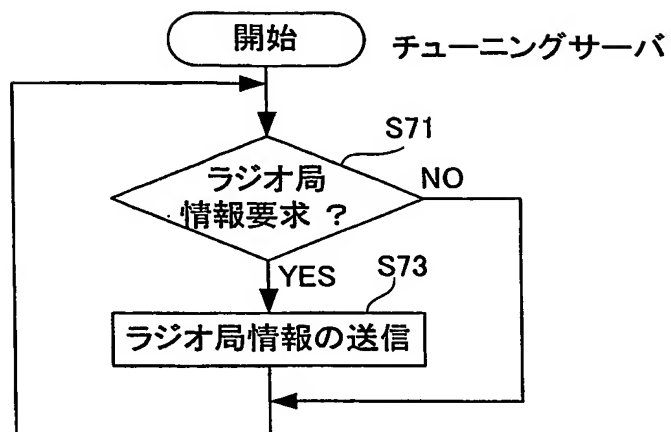 開始
チューニングサーバ
S71
ラジオ局
情報要求 ?
NO
YES
S73
ラジオ局情報の送信